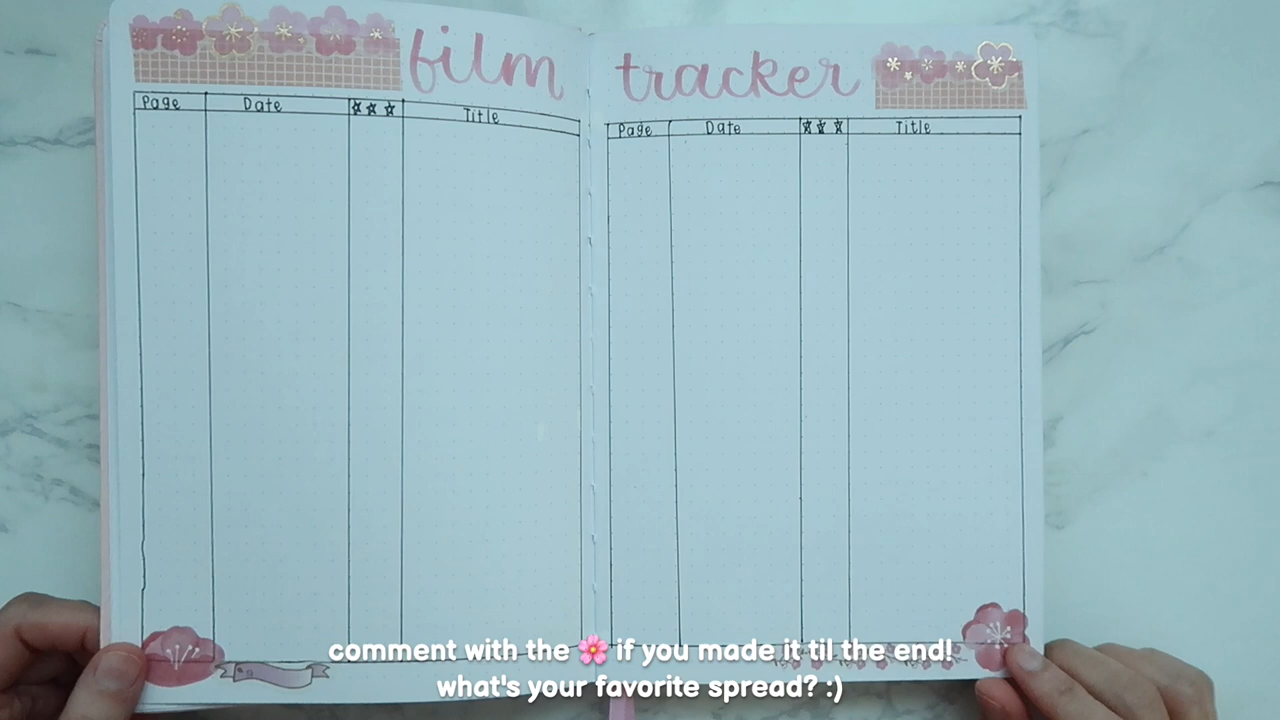 film tracker
Page Date ☆☆☆ Title
Page Date ☆☆☆ Title
comment with the 🌸 if you made it til the end!
what's your favorite spread? :)